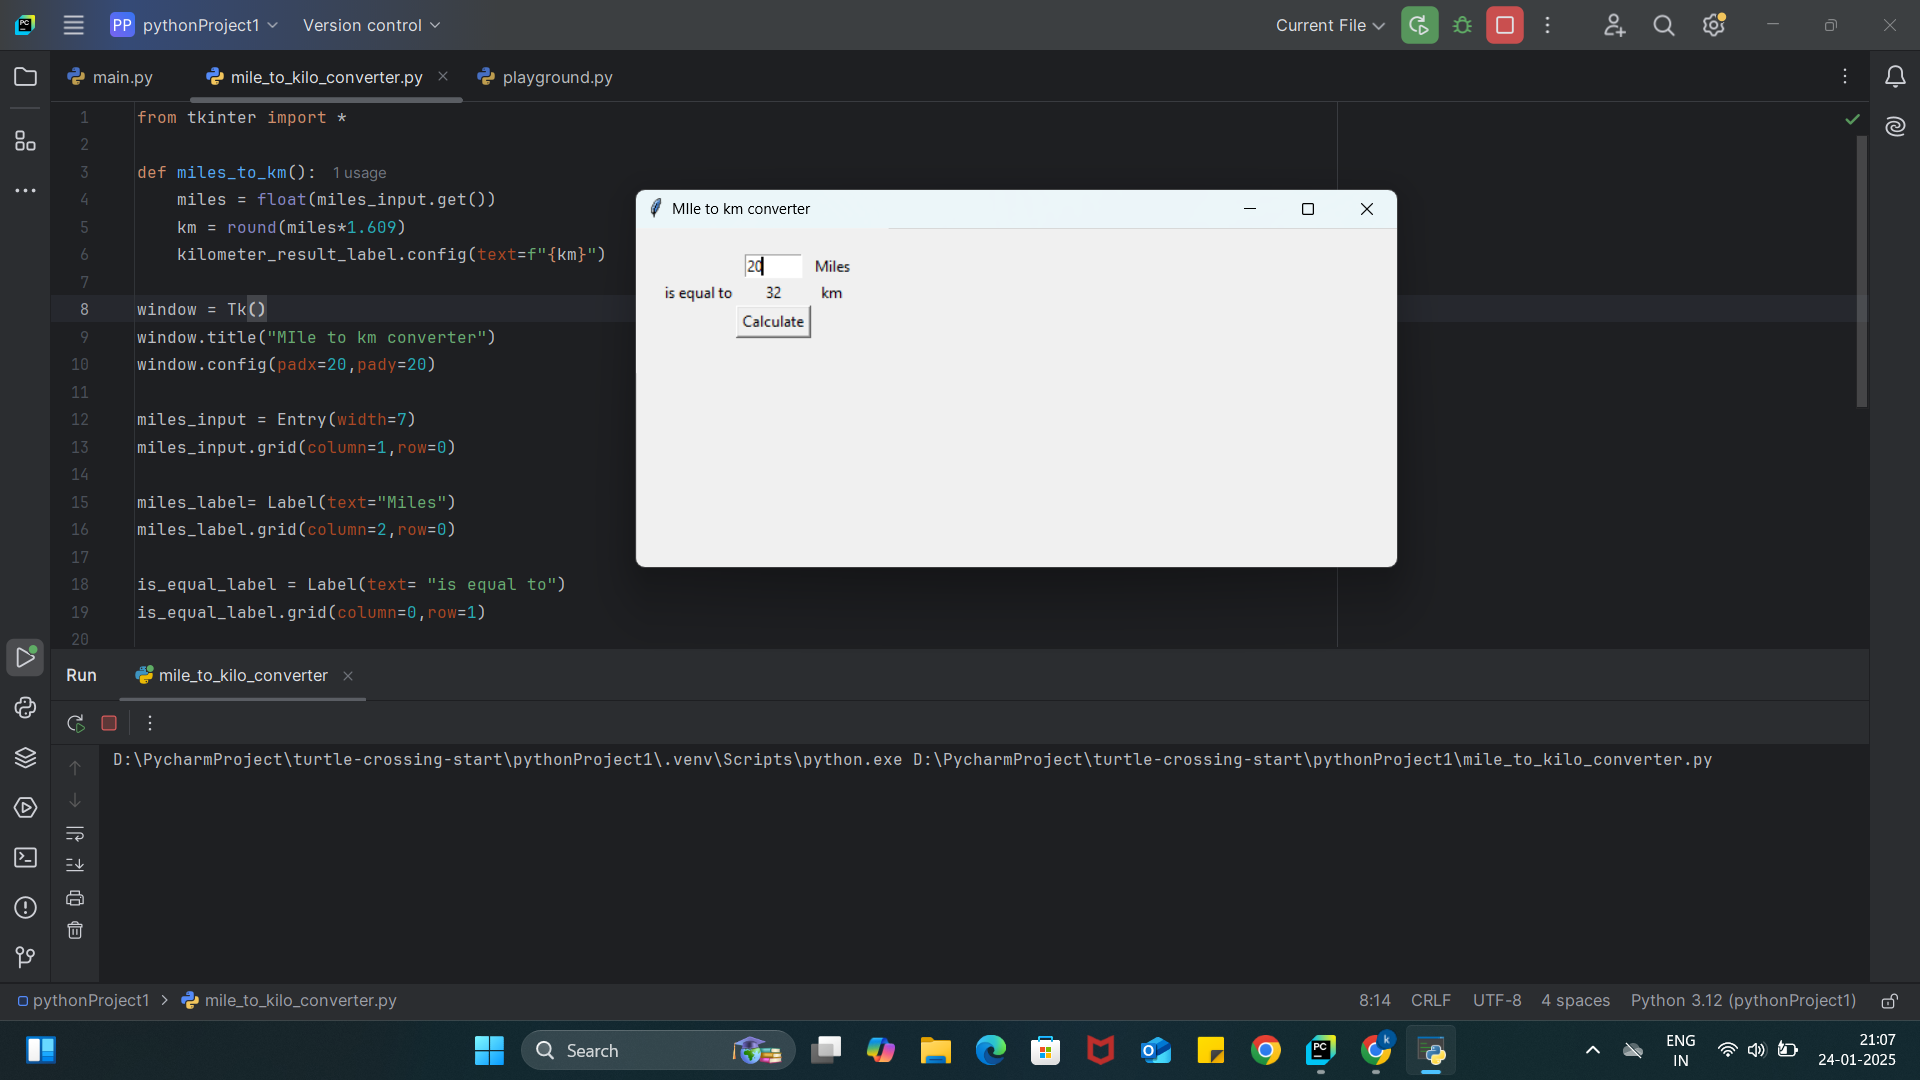 PP pythonProject1 Version control Current File
main.py mile_to_kilo_converter.py playground.py
1 from tkinter import *
2
3 def miles_to_km(): 1 usage
4 miles = float(miles_input.get())
5 km = round(miles*1.609)
6 kilometer_result_label.config(text=f"{km}")
7
8 window = Tk()
9 window.title("MIle to km converter")
10 window.config(padx=20,pady=20)
11
12 miles_input = Entry(width=7)
13 miles_input.grid(column=1,row=0)
14
15 miles_label= Label(text="Miles")
16 miles_label.grid(column=2,row=0)
17
18 is_equal_label = Label(text= "is equal to")
19 is_equal_label.grid(column=0,row=1)
20
MIle to km converter
20 Miles
is equal to 32 km
Calculate
Run mile_to_kilo_converter
D:\PycharmProject\turtle-crossing-start\pythonProject1\.venv\Scripts\python.exe D:\PycharmProject\turtle-crossing-start\pythonProject1\mile_to_kilo_converter.py
pythonProject1 > mile_to_kilo_converter.py 8:14 CRLF UTF-8 4 spaces Python 3.12 (pythonProject1)
Search
ENG
IN
21:07
24-01-2025